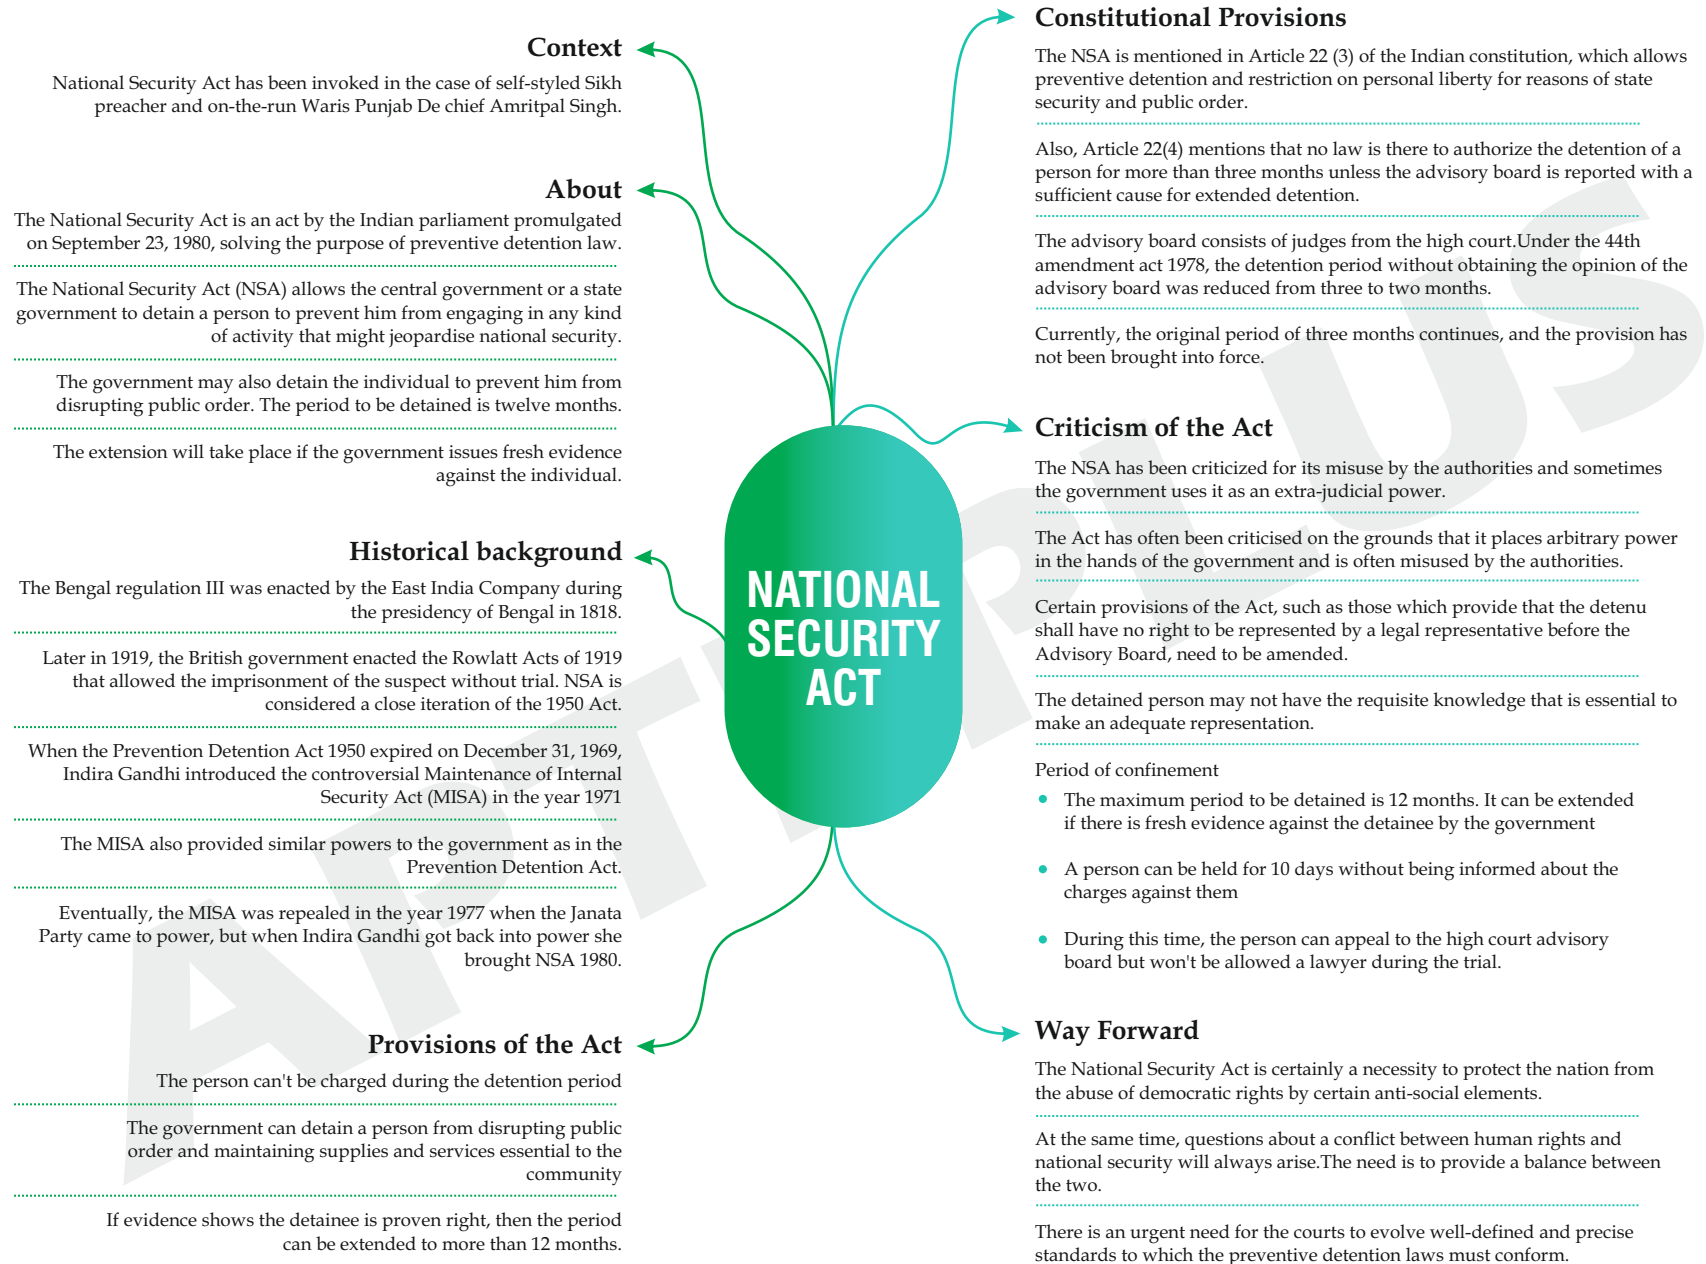 Context
National Security Act has been invoked in the case of self-styled Sikh
preacher and on-the-run Waris Punjab De chief Amritpal Singh.
About
The National Security Act is an act by the Indian parliament promulgated
on September 23, 1980, solving the purpose of preventive detention law.
The National Security Act (NSA) allows the central government or a state
government to detain a person to prevent him from engaging in any kind
of activity that might jeopardise national security.
The government may also detain the individual to prevent him from
disrupting public order. The period to be detained is twelve months.
The extension will take place if the government issues fresh evidence
against the individual.
Historical background
The Bengal regulation III was enacted by the East India Company during
the presidency of Bengal in 1818.
Later in 1919, the British government enacted the Rowlatt Acts of 1919
that allowed the imprisonment of the suspect without trial. NSA is
considered a close iteration of the 1950 Act.
When the Prevention Detention Act 1950 expired on December 31, 1969,
Indira Gandhi introduced the controversial Maintenance of Internal
Security Act (MISA) in the year 1971
The MISA also provided similar powers to the government as in the
Prevention Detention Act.
Eventually, the MISA was repealed in the year 1977 when the Janata
Party came to power, but when Indira Gandhi got back into power she
brought NSA 1980.
Provisions of the Act
The person can't be charged during the detention period
The government can detain a person from disrupting public
order and maintaining supplies and services essential to the
community
If evidence shows the detainee is proven right, then the period
can be extended to more than 12 months.
NATIONAL
SECURITY
ACT
Constitutional Provisions
The NSA is mentioned in Article 22 (3) of the Indian constitution, which allows
preventive detention and restriction on personal liberty for reasons of state
security and public order.
Also, Article 22(4) mentions that no law is there to authorize the detention of a
person for more than three months unless the advisory board is reported with a
sufficient cause for extended detention.
The advisory board consists of judges from the high court.Under the 44th
amendment act 1978, the detention period without obtaining the opinion of the
advisory board was reduced from three to two months.
Currently, the original period of three months continues, and the provision has
not been brought into force.
Criticism of the Act
The NSA has been criticized for its misuse by the authorities and sometimes
the government uses it as an extra-judicial power.
The Act has often been criticised on the grounds that it places arbitrary power
in the hands of the government and is often misused by the authorities.
Certain provisions of the Act, such as those which provide that the detenu
shall have no right to be represented by a legal representative before the
Advisory Board, need to be amended.
The detained person may not have the requisite knowledge that is essential to
make an adequate representation.
Period of confinement
The maximum period to be detained is 12 months. It can be extended
if there is fresh evidence against the detainee by the government
A person can be held for 10 days without being informed about the
charges against them
During this time, the person can appeal to the high court advisory
board but won't be allowed a lawyer during the trial.
Way Forward
The National Security Act is certainly a necessity to protect the nation from
the abuse of democratic rights by certain anti-social elements.
At the same time, questions about a conflict between human rights and
national security will always arise.The need is to provide a balance between
the two.
There is an urgent need for the courts to evolve well-defined and precise
standards to which the preventive detention laws must conform.
APTI PLUS